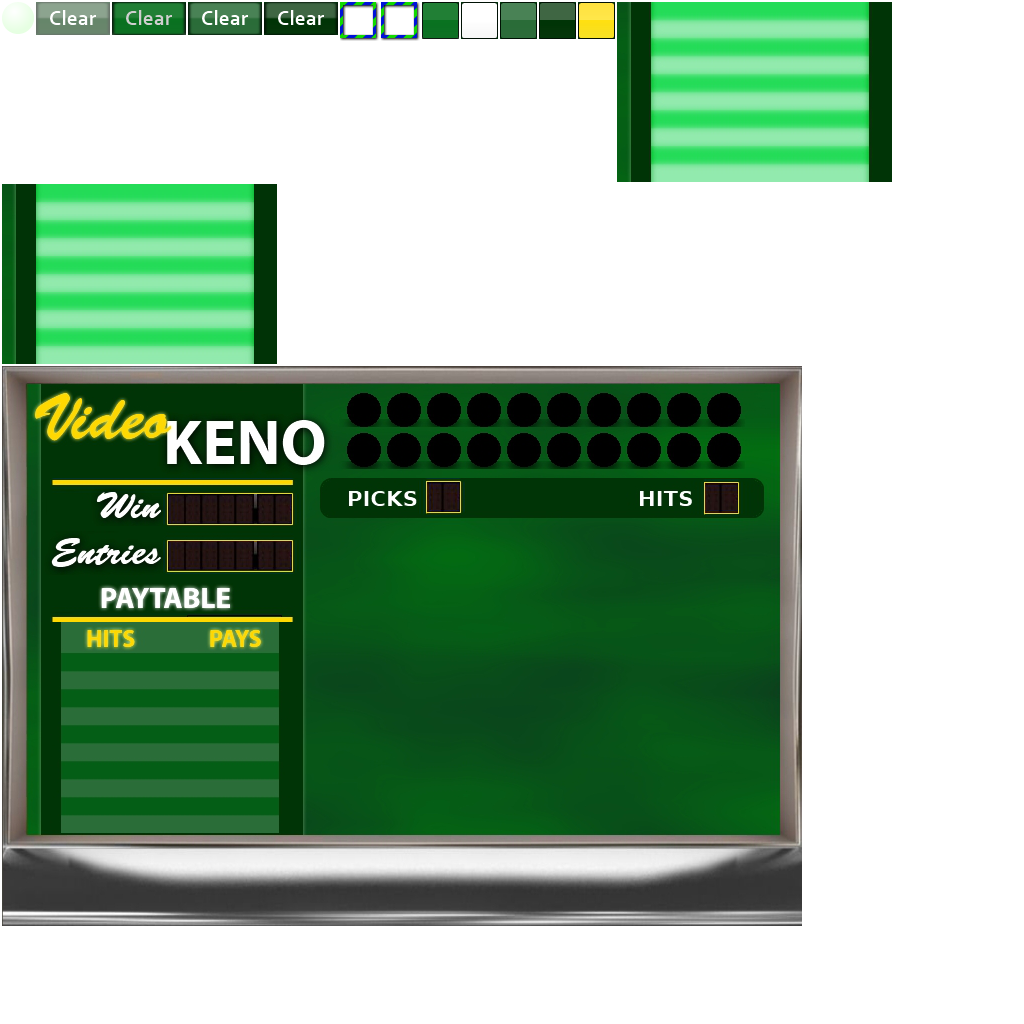 Clear Clear Clear Clear
Video
KENO
PICKS HITS
Win
Entries
PAYTABLE
HITS PAYS